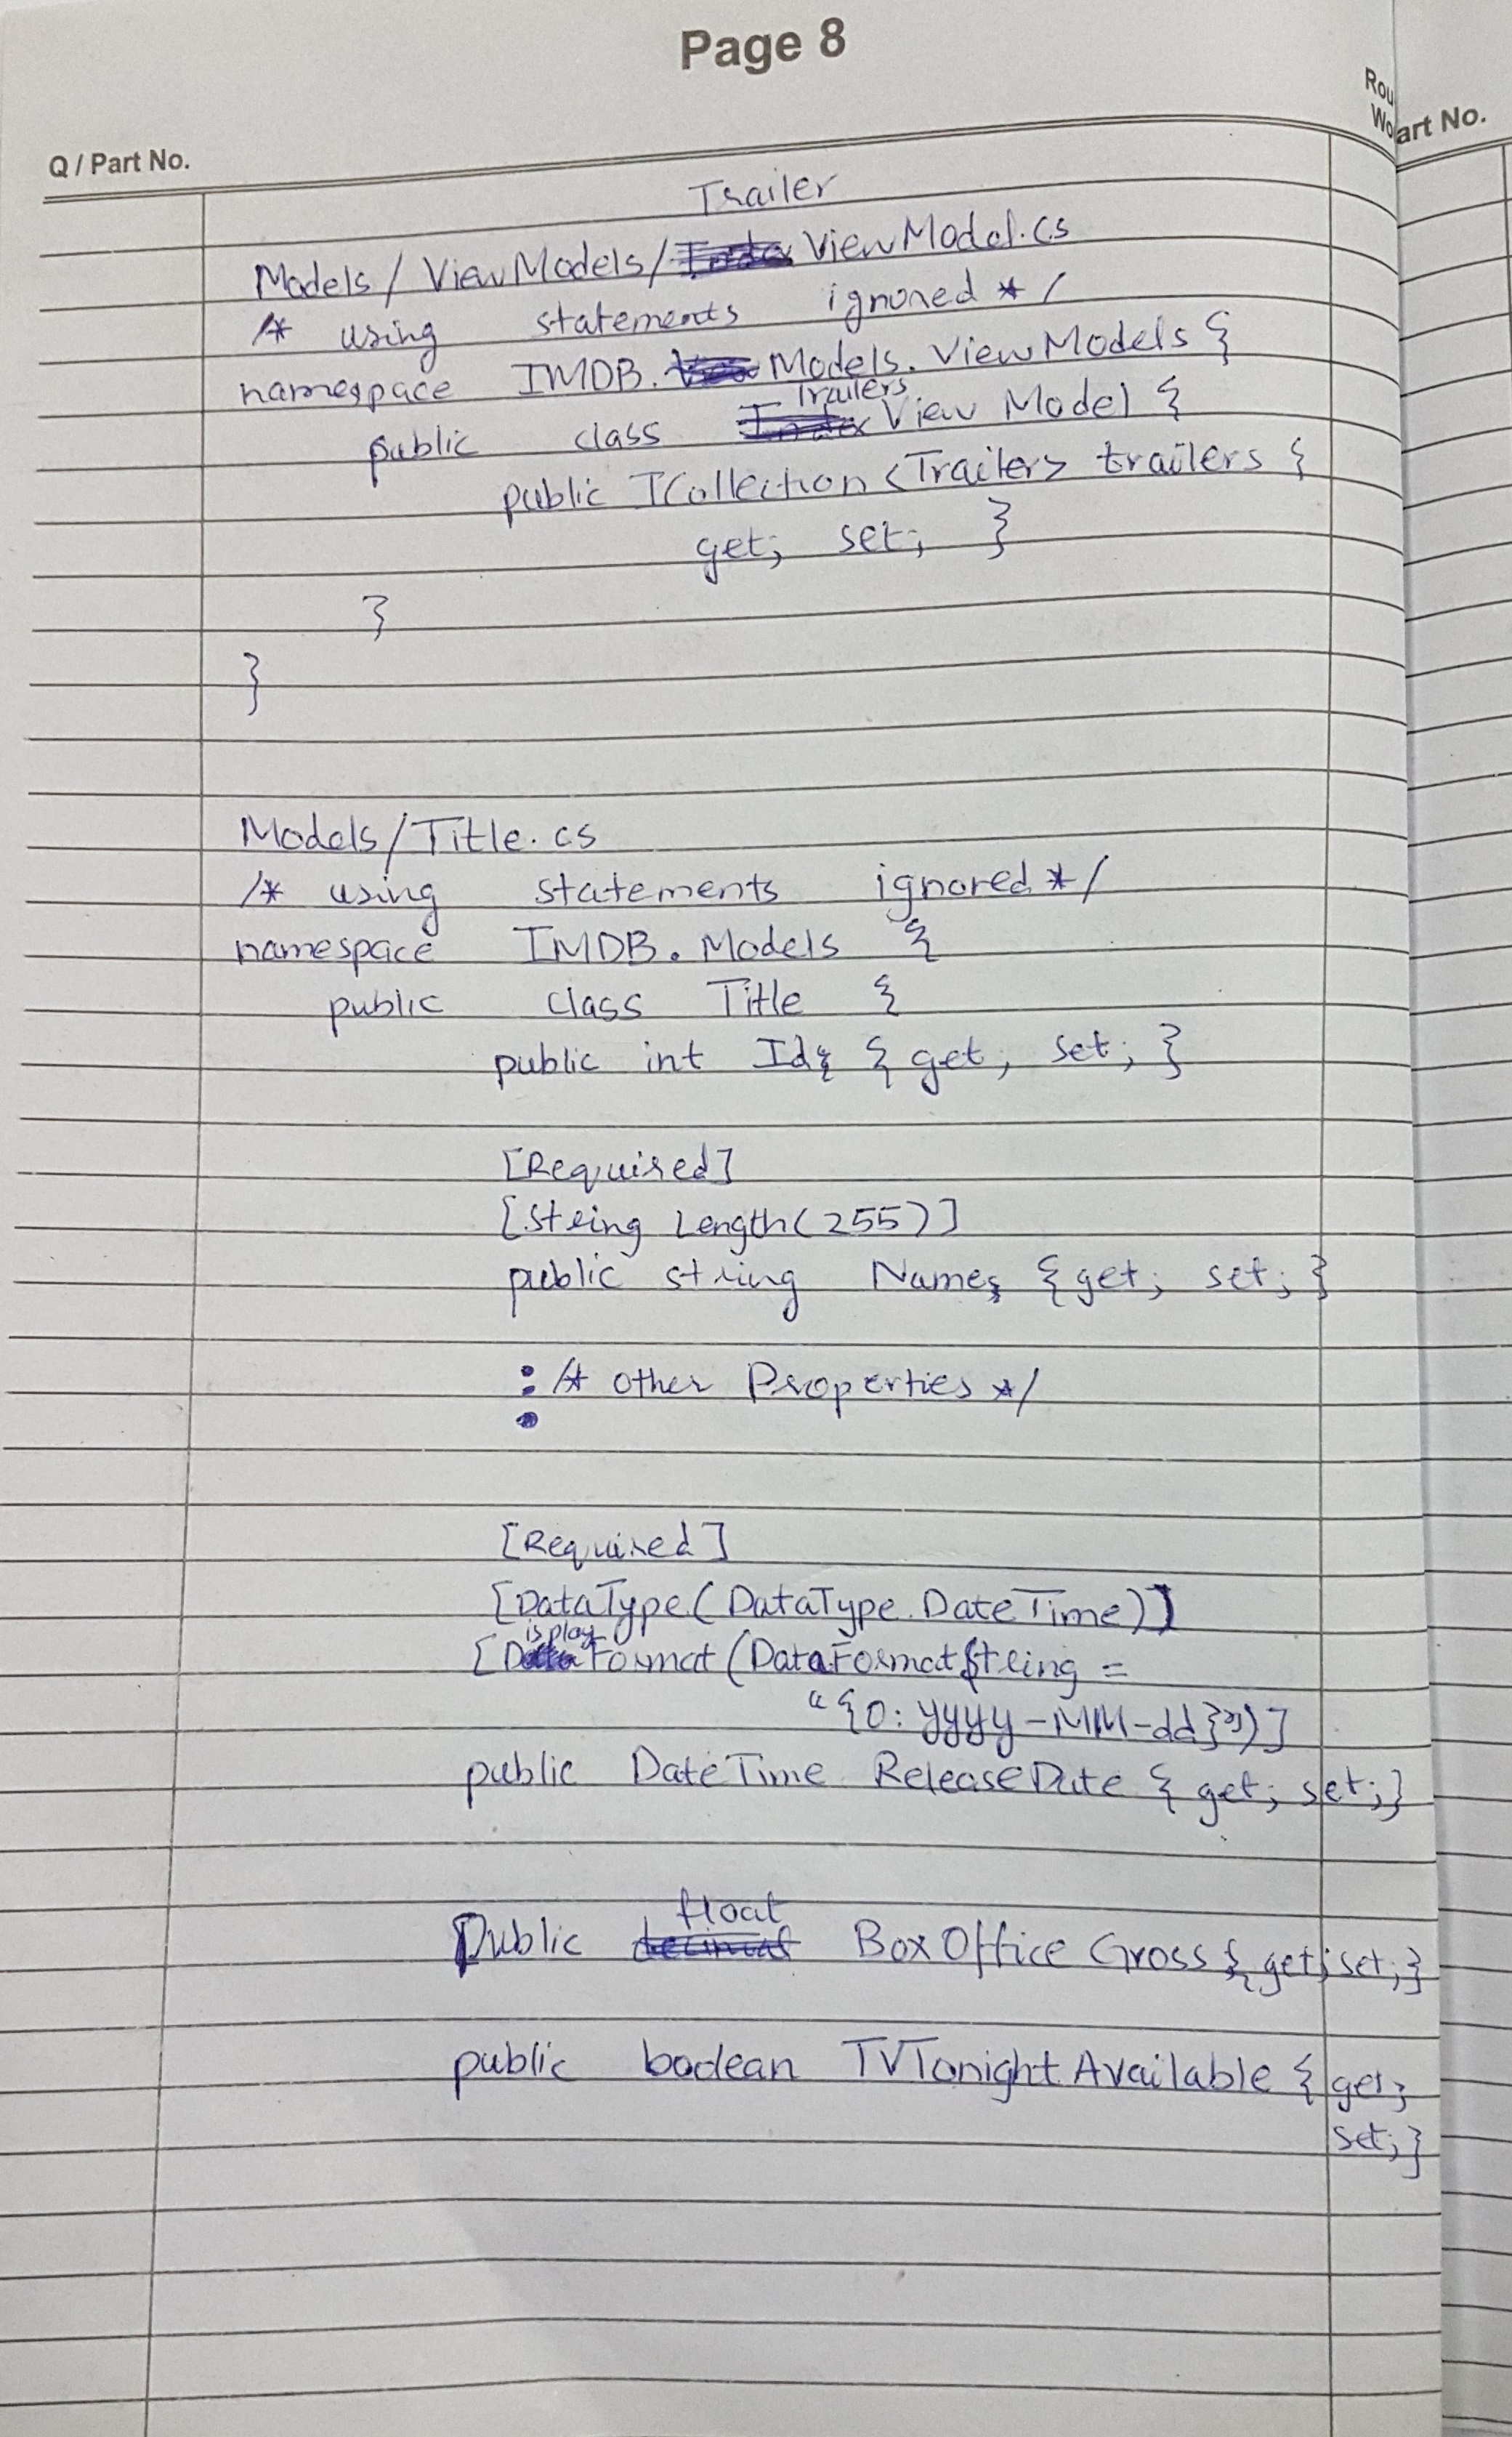 Page 8
Rou
Wo
art No.
Q / Part No.
Trailer
Models / ViewModels / ViewModel.cs
/* using statements ignored */
namespace IMDB. Models. ViewModels {
Trailers
public class View Model {
public ICollection <Trailer> trailers {
get; set; }
}
}
Models/Title.cs
/* using statements ignored */
namespace IMDB. Models {
public class Title {
public int Id { get; set; }
[Required]
[String Length(255)]
public string Name { get; set; }
: /* other Properties */
•
[Required]
[DataType(DataType.DateTime)]
[DisplayFormat(DataFormatString =
"{0: yyyy-MM-dd}")]
public DateTime ReleaseDate { get; set;}
float
Public decimal BoxOffice Gross { get; set;}
public boolean TVTonight Available { get;
set;}